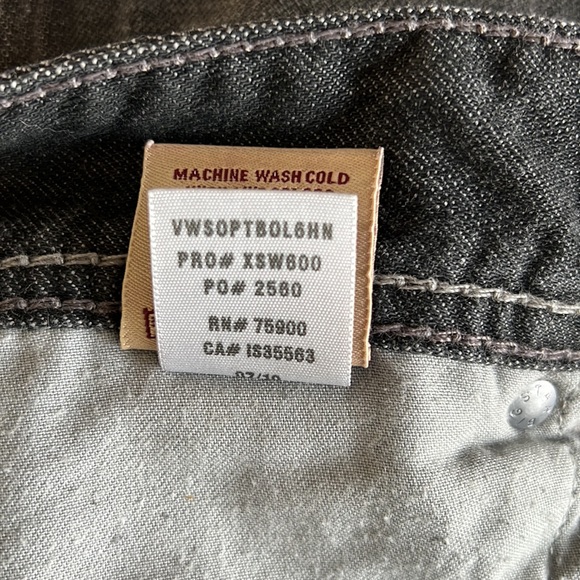 MACHINE WASH COLD
VWSOPTBOL6HN
PRO# XSW600
PO# 2560
RN# 75900
CA# IS35563